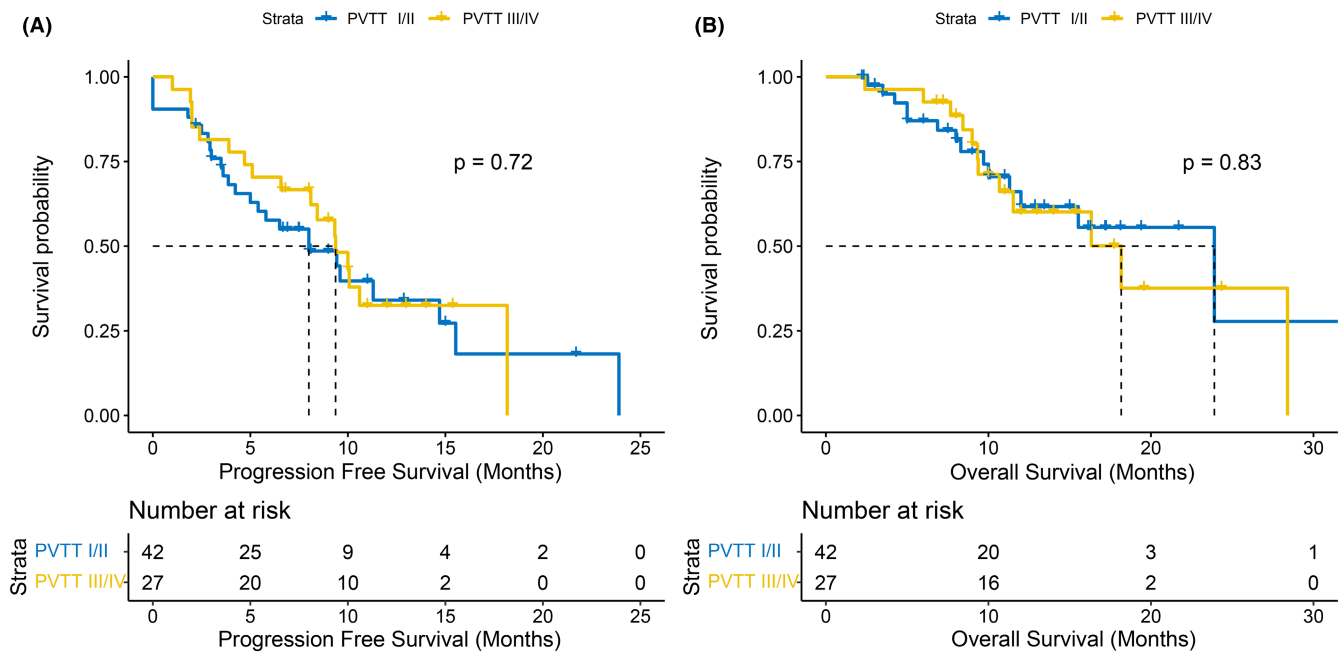 (A)
Strata PVTT I/II PVTT III/IV
Survival probability
1.00
0.75
0.50
0.25
0.00
p = 0.72
0 5 10 15 20 25
Progression Free Survival (Months)
Number at risk
Strata
PVTT I/II 42 25 9 4 2 0
PVTT III/IV 27 20 10 2 0 0
0 5 10 15 20 25
Progression Free Survival (Months)
(B)
Strata PVTT I/II PVTT III/IV
Survival probability
1.00
0.75
0.50
0.25
0.00
p = 0.83
0 10 20 30
Overall Survival (Months)
Number at risk
Strata
PVTT I/II 42 20 3 1
PVTT III/IV 27 16 2 0
0 10 20 30
Overall Survival (Months)